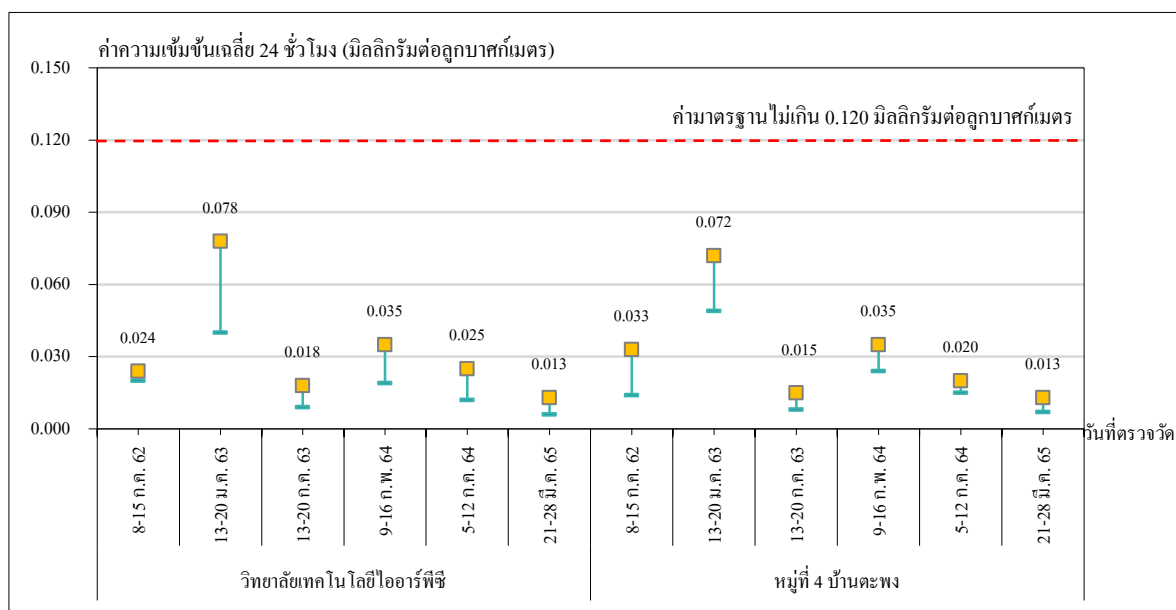 ค่าความเข้มข้นเฉลี่ย 24 ชั่วโมง (มิลลิกรัมต่อลูกบาศก์เมตร)
0.150
ค่ามาตรฐานไม่เกิน 0.120 มิลลิกรัมต่อลูกบาศก์เมตร
0.120
0.090
0.078
0.072
0.060
0.035
0.033
0.035
0.030
0.024
0.025
0.018
0.020
0.015
0.013
0.013
0.000
วันที่ตรวจวัด
8-15 ก.ค. 62
13-20 ม.ค. 63
13-20 ก.ค. 63
9-16 ก.พ. 64
5-12 ก.ค. 64
21-28 มี.ค. 65
8-15 ก.ค. 62
13-20 ม.ค. 63
13-20 ก.ค. 63
9-16 ก.พ. 64
5-12 ก.ค. 64
21-28 มี.ค. 65
วิทยาลัยเทคโนโลยีไออาร์พีซี
หมู่ที่ 4 บ้านตะพง